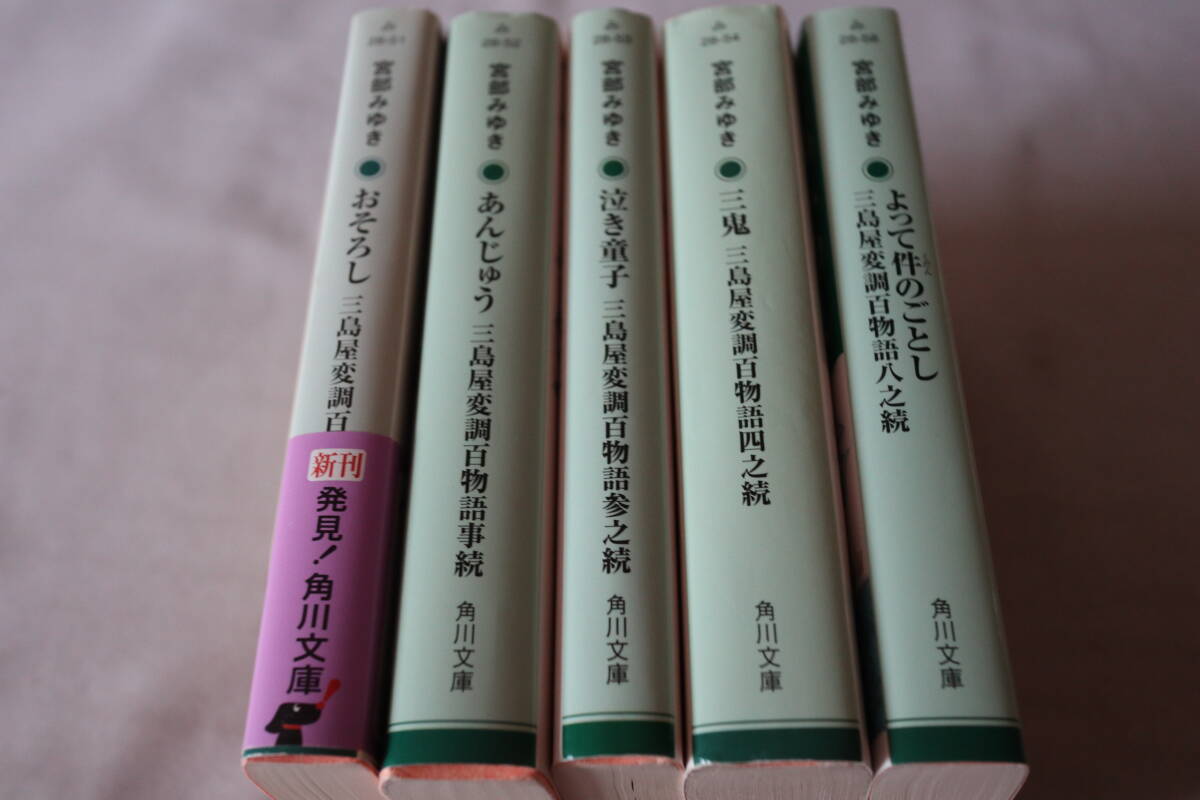 宮部みゆき
おそろし 三島屋変調百
新刊
発見!角川文庫
宮部みゆき
あんじゅう 三島屋変調百物語事続
角川文庫
宮部みゆき
泣き童子 三島屋変調百物語参之続
角川文庫
宮部みゆき
三鬼 三島屋変調百物語四之続
角川文庫
宮部みゆき
よって件のごとし
三島屋変調百物語八之続
角川文庫